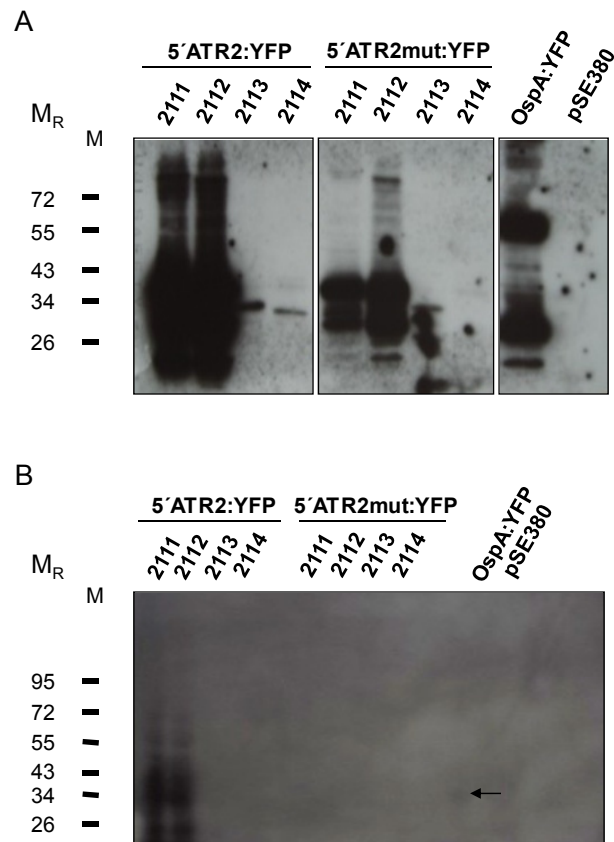 A
5´ATR2:YFP 5´ATR2mut:YFP
2111 2112 2113 2114 2111 2112 2113 2114 OspA:YFP pSE380
MR
M
72
55
43
34
26
B
5´ATR2:YFP 5´ATR2mut:YFP
2111 2112 2113 2114 2111 2112 2113 2114 OspA:YFP pSE380
MR
M
95
72
55
43
34
26